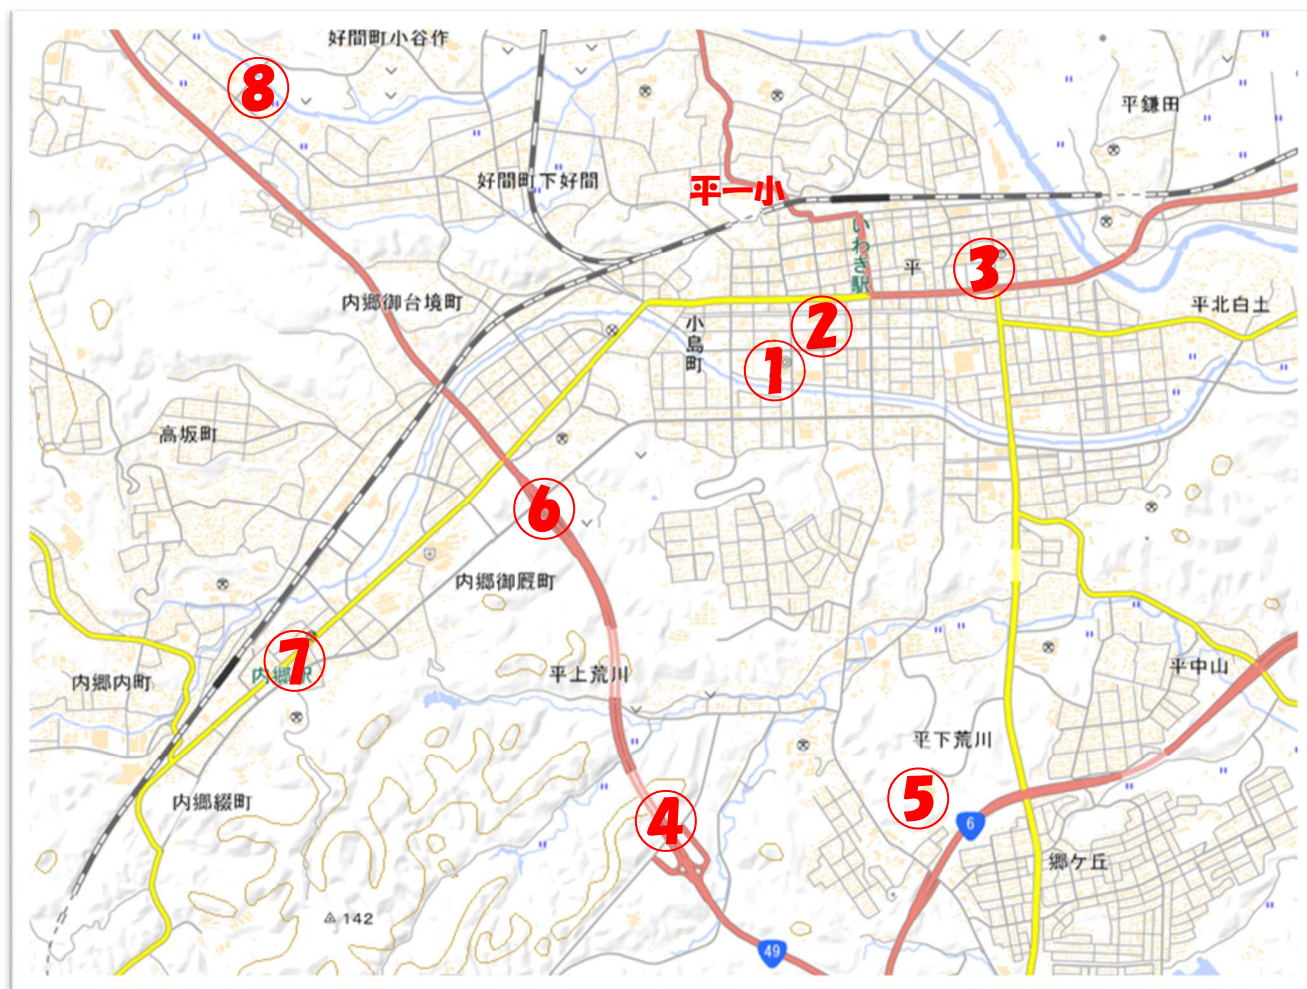 好間町小谷作
⑧
平鎌田
好間町下好間
平一小
いわき駅
平
③
内郷御台境町
平北白土
小島町
②
①
高坂町
⑥
内郷御厩町
⑦
内郷駅
内郷内町
平上荒川
平中山
平下荒川
内郷綴町
④
⑤
6
郷ケ丘
142
49